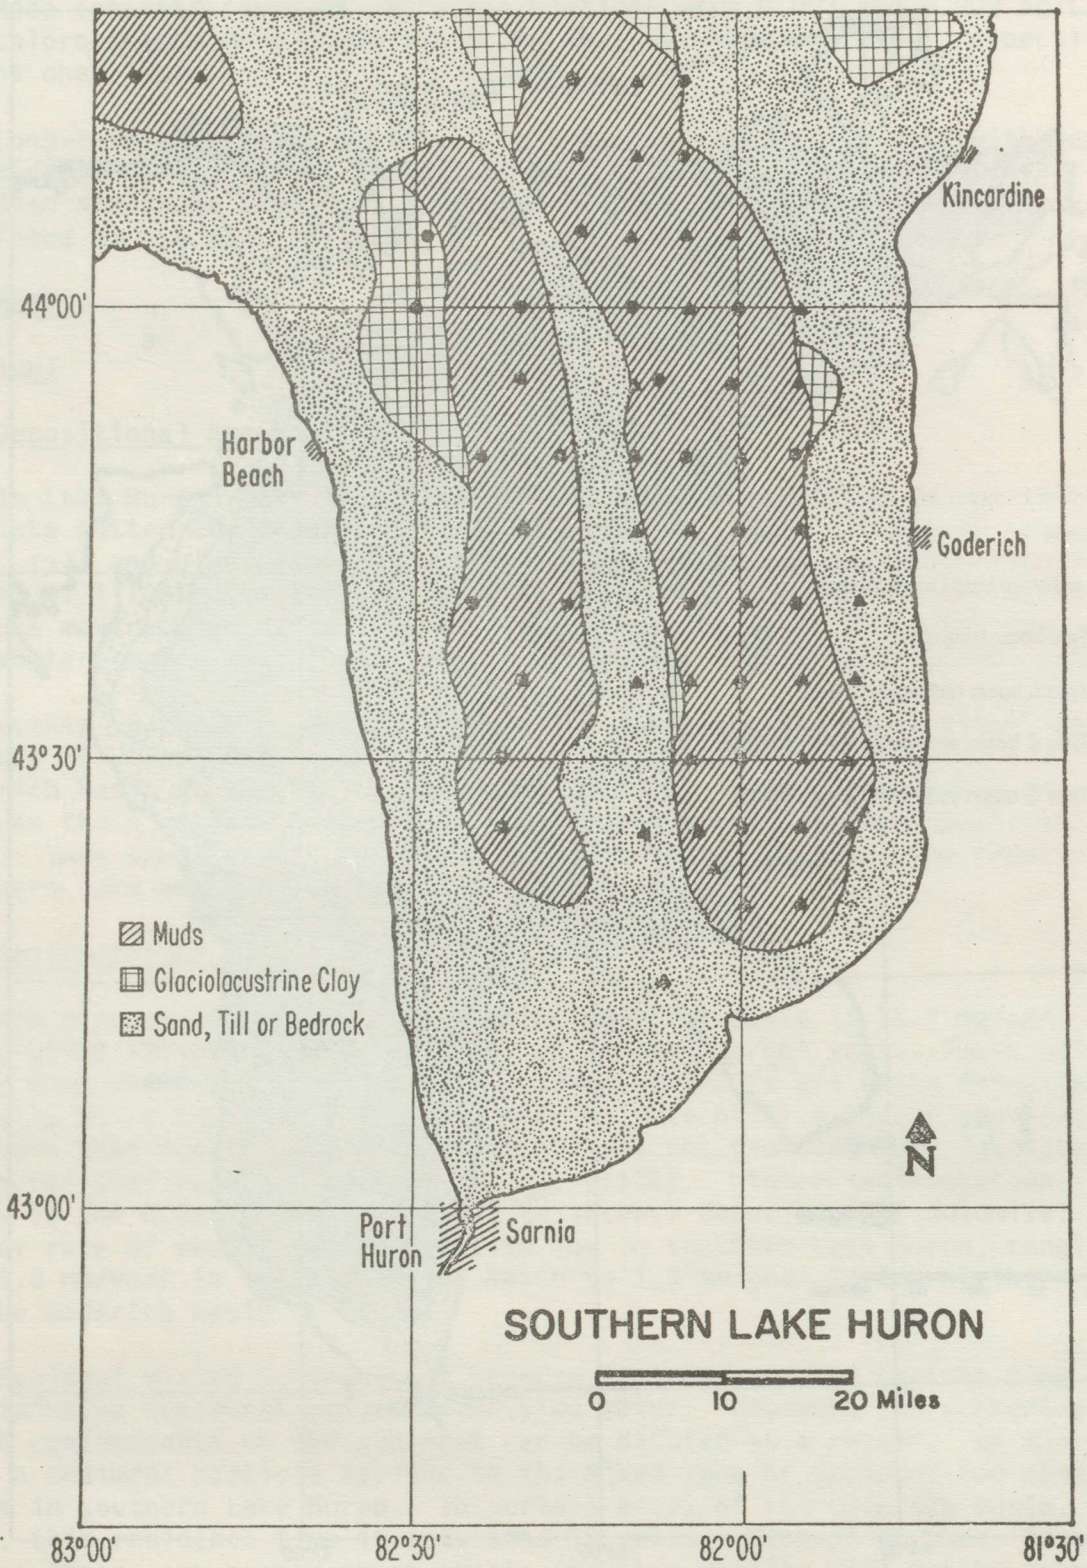 Kincardine
44°00'
Harbor
Beach
Goderich
43°30'
Muds
Glaciolacustrine Clay
Sand, Till or Bedrock
N
43°00'
Port
Huron
Sarnia
SOUTHERN LAKE HURON
0 10 20 Miles
83°00' 82°30' 82°00' 81°30'